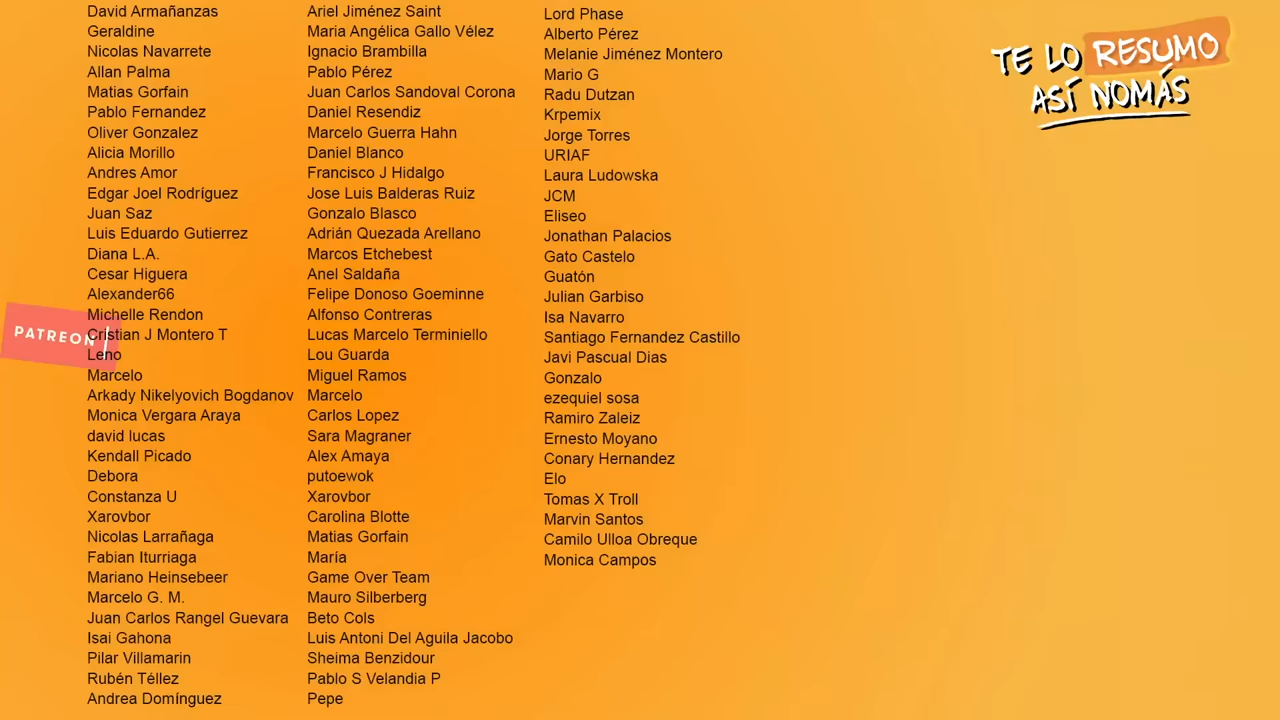 David Armañanzas
Geraldine
Nicolas Navarrete
Allan Palma
Matias Gorfain
Pablo Fernandez
Oliver Gonzalez
Alicia Morillo
Andres Amor
Edgar Joel Rodríguez
Juan Saz
Luis Eduardo Gutierrez
Diana L.A.
Cesar Higuera
Alexander66
Michelle Rendon
Cristian J Montero T
Leno
Marcelo
Arkady Nikelyovich Bogdanov
Monica Vergara Araya
david lucas
Kendall Picado
Debora
Constanza U
Xarovbor
Nicolas Larrañaga
Fabian Iturriaga
Mariano Heinsebeer
Marcelo G. M.
Juan Carlos Rangel Guevara
Isai Gahona
Pilar Villamarin
Rubén Téllez
Andrea Domínguez
Ariel Jiménez Saint
Maria Angélica Gallo Vélez
Ignacio Brambilla
Pablo Pérez
Juan Carlos Sandoval Corona
Daniel Resendiz
Marcelo Guerra Hahn
Daniel Blanco
Francisco J Hidalgo
Jose Luis Balderas Ruiz
Gonzalo Blasco
Adrián Quezada Arellano
Marcos Etchebest
Anel Saldaña
Felipe Donoso Goeminne
Alfonso Contreras
Lucas Marcelo Terminiello
Lou Guarda
Miguel Ramos
Marcelo
Carlos Lopez
Sara Magraner
Alex Amaya
putoewok
Xarovbor
Carolina Blotte
Matias Gorfain
María
Game Over Team
Mauro Silberberg
Beto Cols
Luis Antoni Del Aguila Jacobo
Sheima Benzidour
Pablo S Velandia P
Pepe
Lord Phase
Alberto Pérez
Melanie Jiménez Montero
Mario G
Radu Dutzan
Krpemix
Jorge Torres
URIAF
Laura Ludowska
JCM
Eliseo
Jonathan Palacios
Gato Castelo
Guatón
Julian Garbiso
Isa Navarro
Santiago Fernandez Castillo
Javi Pascual Dias
Gonzalo
ezequiel sosa
Ramiro Zaleiz
Ernesto Moyano
Conary Hernandez
Elo
Tomas X Troll
Marvin Santos
Camilo Ulloa Obreque
Monica Campos
TE LO RESUMO
ASÍ NOMÁS
PATREON